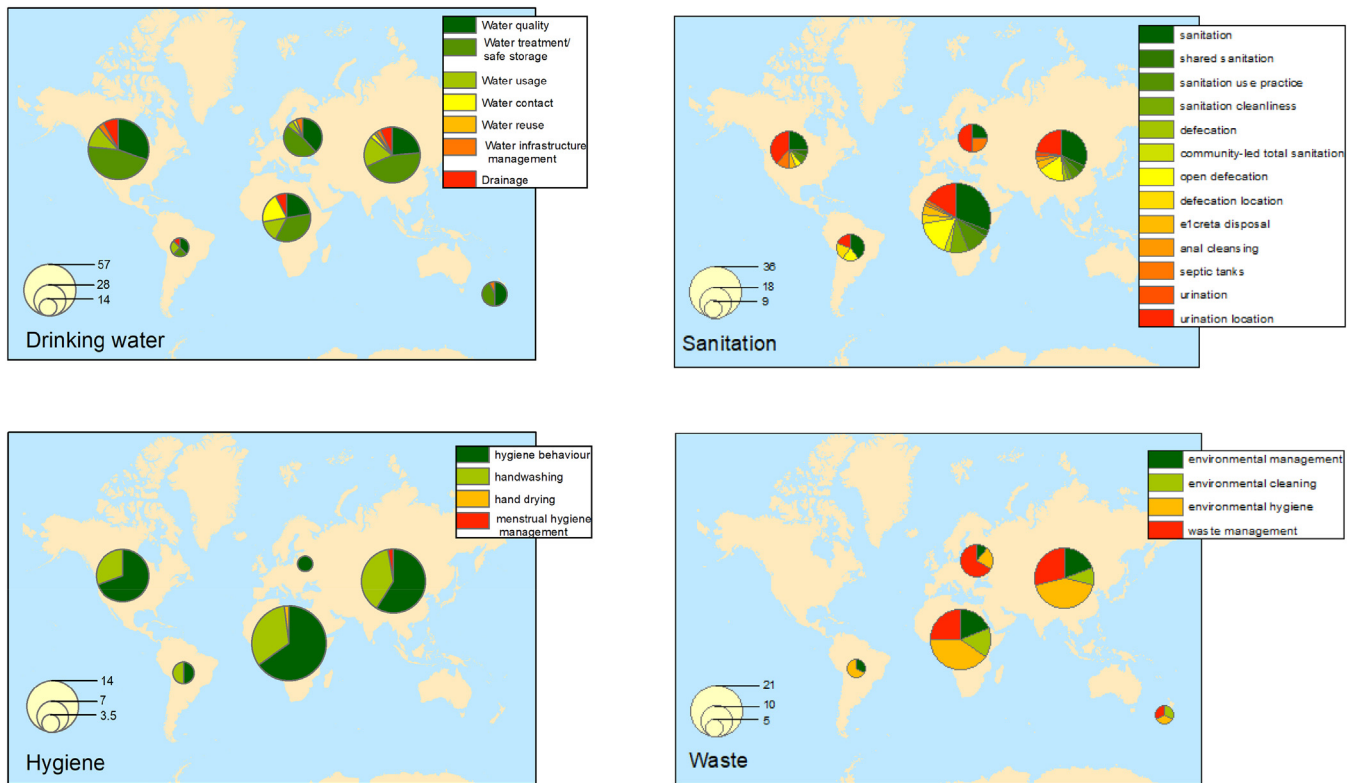 Water quality
Water treatment/
safe storage
Water usage
Water contact
Water reuse
Water infrastructure
management
Drainage
57
28
14
Drinking water
sanitation
shared sanitation
sanitation use practice
sanitation cleanliness
defecation
community-led total sanitation
open defecation
defecation location
e1creta disposal
anal cleansing
septic tanks
urination
urination location
36
18
9
Sanitation
hygiene behaviour
handwashing
hand drying
menstrual hygiene
management
14
7
3.5
Hygiene
environmental management
environmental cleaning
environmental hygiene
waste management
21
10
5
Waste